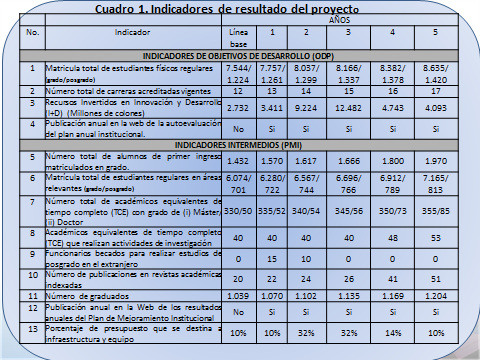 Cuadro 1. Indicadores de resultado del proyecto
No. Indicador AÑOS
Línea base 1 2 3 4 5
INDICADORES DE OBJETIVOS DE DESARROLLO (ODP)
1 Matricula total de estudiantes físicos regulares (grado/posgrado) 7.544/ 1.224 7.757/ 1.261 8.037/ 1.299 8.166/ 1.337 8.382/ 1.378 8.635/ 1.420
2 Número total de carreras acreditadas vigentes 12 13 14 15 16 17
3 Recursos Invertidos en Innovación y Desarrollo (I+D) (Millones de colones) 2.732 3.411 9.224 12.482 4.743 4.093
4 Publicación anual en la web de la autoevaluación del plan anual institucional. No Si Si Si Si Si
INDICADORES INTERMEDIOS (PMI)
5 Número total de alumnos de primer ingreso matriculados en grado. 1.432 1.570 1.617 1.666 1.800 1.970
6 Matrícula total de estudiantes regulares en áreas relevantes (grado/posgrado) 6.074/ 701 6.280/ 722 6.567/ 744 6.696/ 766 6.912/ 789 7.165/ 813
7 Número total de académicos equivalentes de tiempo completo (TCE) con grado de (i) Máster/ (ii) Doctor 330/50 335/52 340/54 345/56 350/73 355/85
8 Académicos equivalentes de tiempo completo (TCE) que realizan actividades de investigación 40 40 40 40 48 53
9 Funcionarios becados para realizar estudios de posgrado en el extranjero 0 15 10 0 0 0
10 Número de publicaciones en revistas académicas indexadas 20 22 24 26 41 51
11 Número de graduados 1.039 1.070 1.102 1.135 1.169 1.204
12 Publicación anual en la Web de los resultados anuales del Plan de Mejoramiento Institucional No Si Si Si Si Si
13 Porcentaje de presupuesto que se destina a infraestructura y equipo 10% 10% 32% 32% 14% 10%